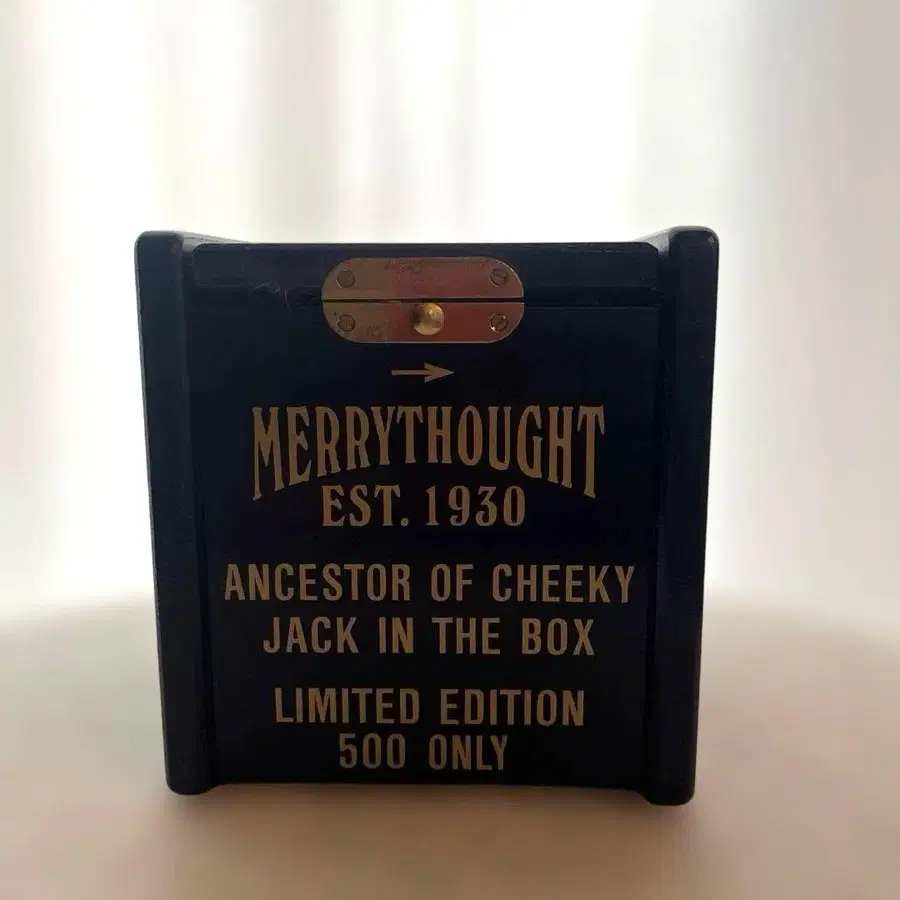 MERRYTHOUGHT
EST. 1930
ANCESTOR OF CHEEKY
JACK IN THE BOX
LIMITED EDITION
500 ONLY